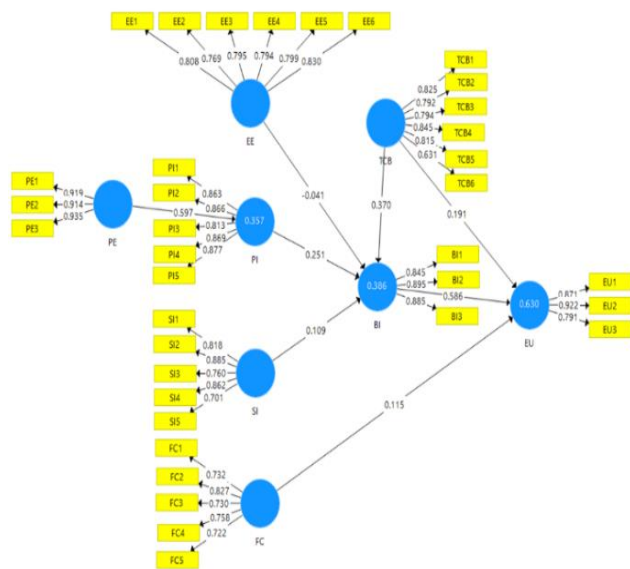 EE1 EE2 EE3 EE4 EE5 EE6
0.808 0.769 0.795 0.794 0.799 0.830
EE
TCB1
TCB2
TCB3
TCB4
TCB5
TCB6
0.825
0.792
0.794
0.845
0.815
0.631
TCB
PE1
PE2
PE3
0.919
0.914
0.935
PE
0.597
PI1
PI2
PI3
PI4
PI5
0.863
0.866
0.813
0.869
0.877
0.357
PI
-0.041
0.370
0.191
0.251
BI1
BI2
BI3
0.845
0.895
0.885
0.386
BI
0.586
0.630
EU
0.871
0.922
0.791
EU1
EU2
EU3
SI1
SI2
SI3
SI4
SI5
0.818
0.885
0.760
0.862
0.701
SI
0.109
0.115
FC1
FC2
FC3
FC4
FC5
0.732
0.827
0.730
0.758
0.722
FC